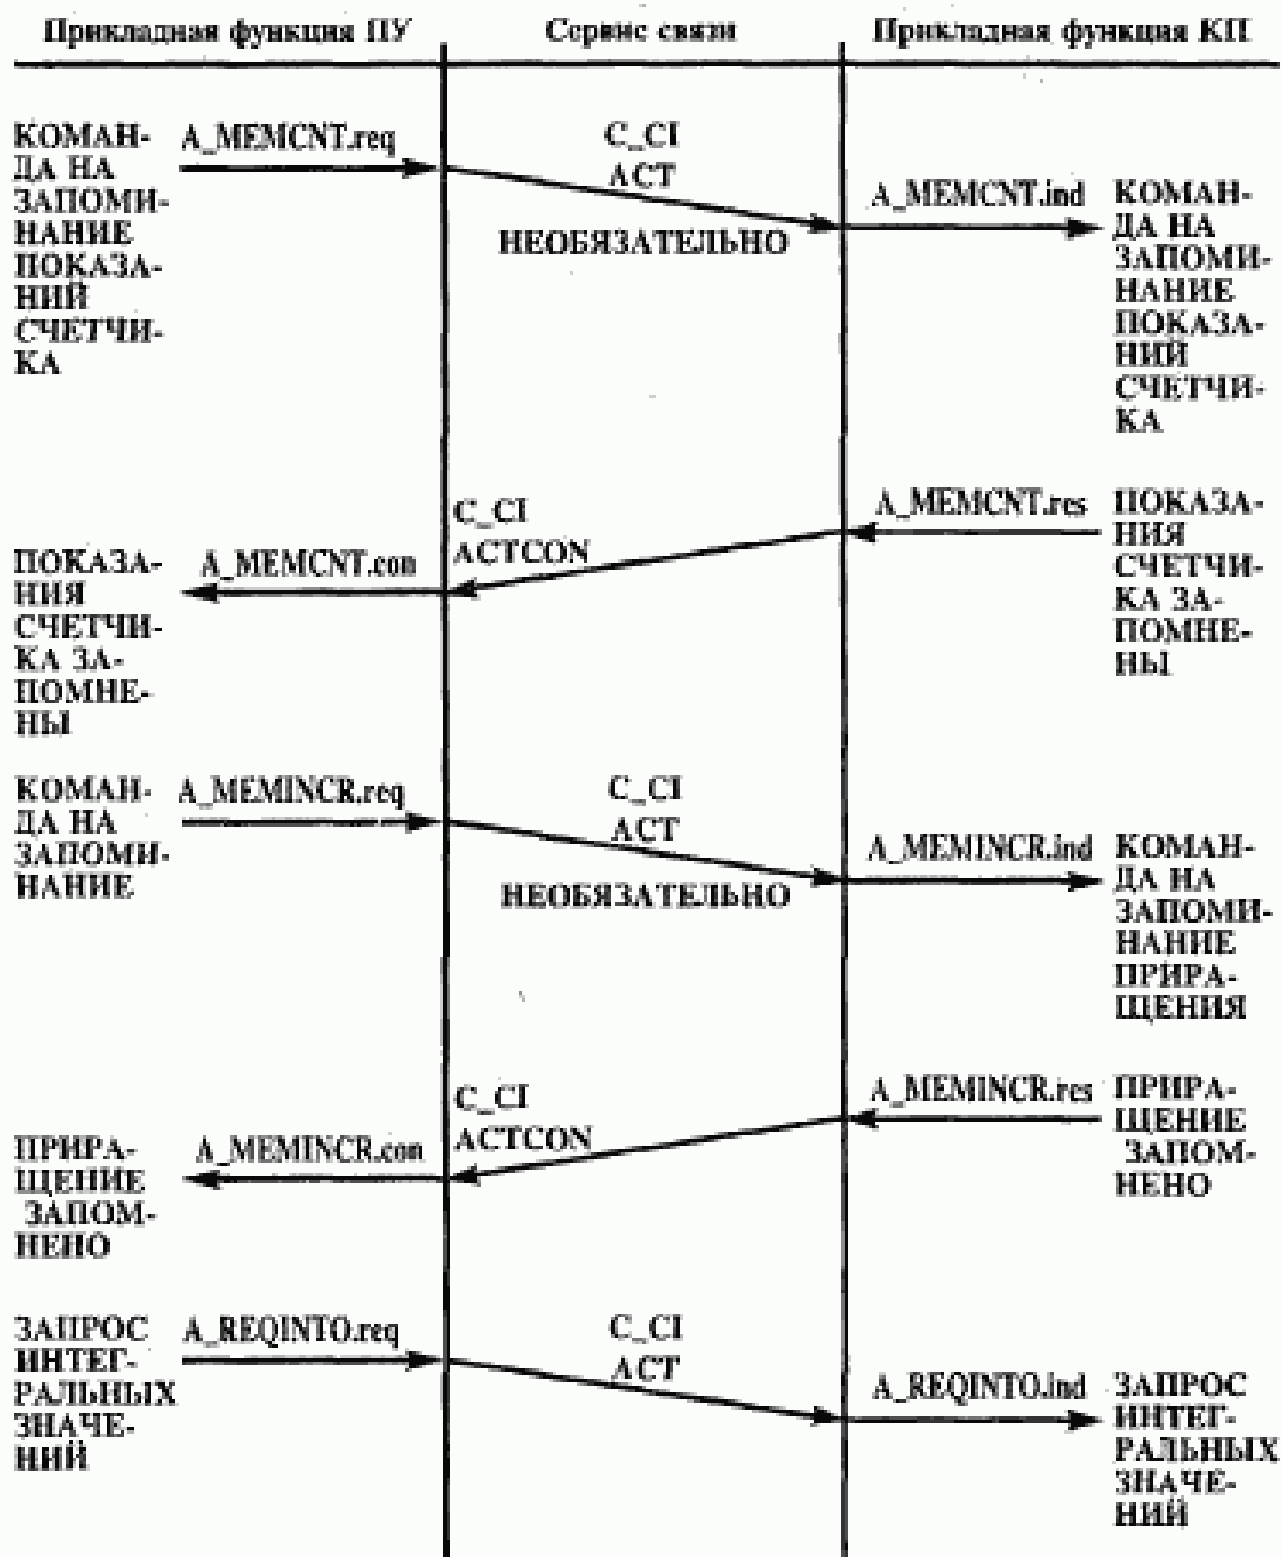 Прикладная функция ПУ
Сервис связи
Прикладная функция КП
КОМАН-
ДА НА
ЗАПОМИ-
НАНИЕ
ПОКАЗА-
НИЙ
СЧЕТЧИ-
КА
A_MEMCNT.req
C_CI
ACT
НЕОБЯЗАТЕЛЬНО
A_MEMCNT.ind
КОМАН-
ДА НА
ЗАПОМИ-
НАНИЕ
ПОКАЗА-
НИЙ
СЧЕТЧИ-
КА
ПОКАЗА-
НИЯ
СЧЕТЧИ-
КА ЗА-
ПОМНЕ-
НЫ
A_MEMCNT.con
C_CI
ACTCON
A_MEMCNT.res
ПОКАЗА-
НИЯ
СЧЕТЧИ-
КА ЗА-
ПОМНЕ-
НЫ
КОМАН-
ДА НА
ЗАПОМИ-
НАНИЕ
A_MEMINCR.req
C_CI
ACT
НЕОБЯЗАТЕЛЬНО
A_MEMINCR.ind
КОМАН-
ДА НА
ЗАПОМИ-
НАНИЕ
ПРИРА-
ЩЕНИЯ
ПРИРА-
ЩЕНИЕ
ЗАПОМ-
НЕНО
A_MEMINCR.con
C_CI
ACTCON
A_MEMINCR.res
ПРИРА-
ЩЕНИЕ
ЗАПОМ-
НЕНО
ЗАПРОС
ИНТЕГ-
РАЛЬНЫХ
ЗНАЧЕ-
НИЙ
A_REQINTO.req
C_CI
ACT
A_REQINTO.ind
ЗАПРОС
ИНТЕГ-
РАЛЬНЫХ
ЗНАЧЕ-
НИЙ